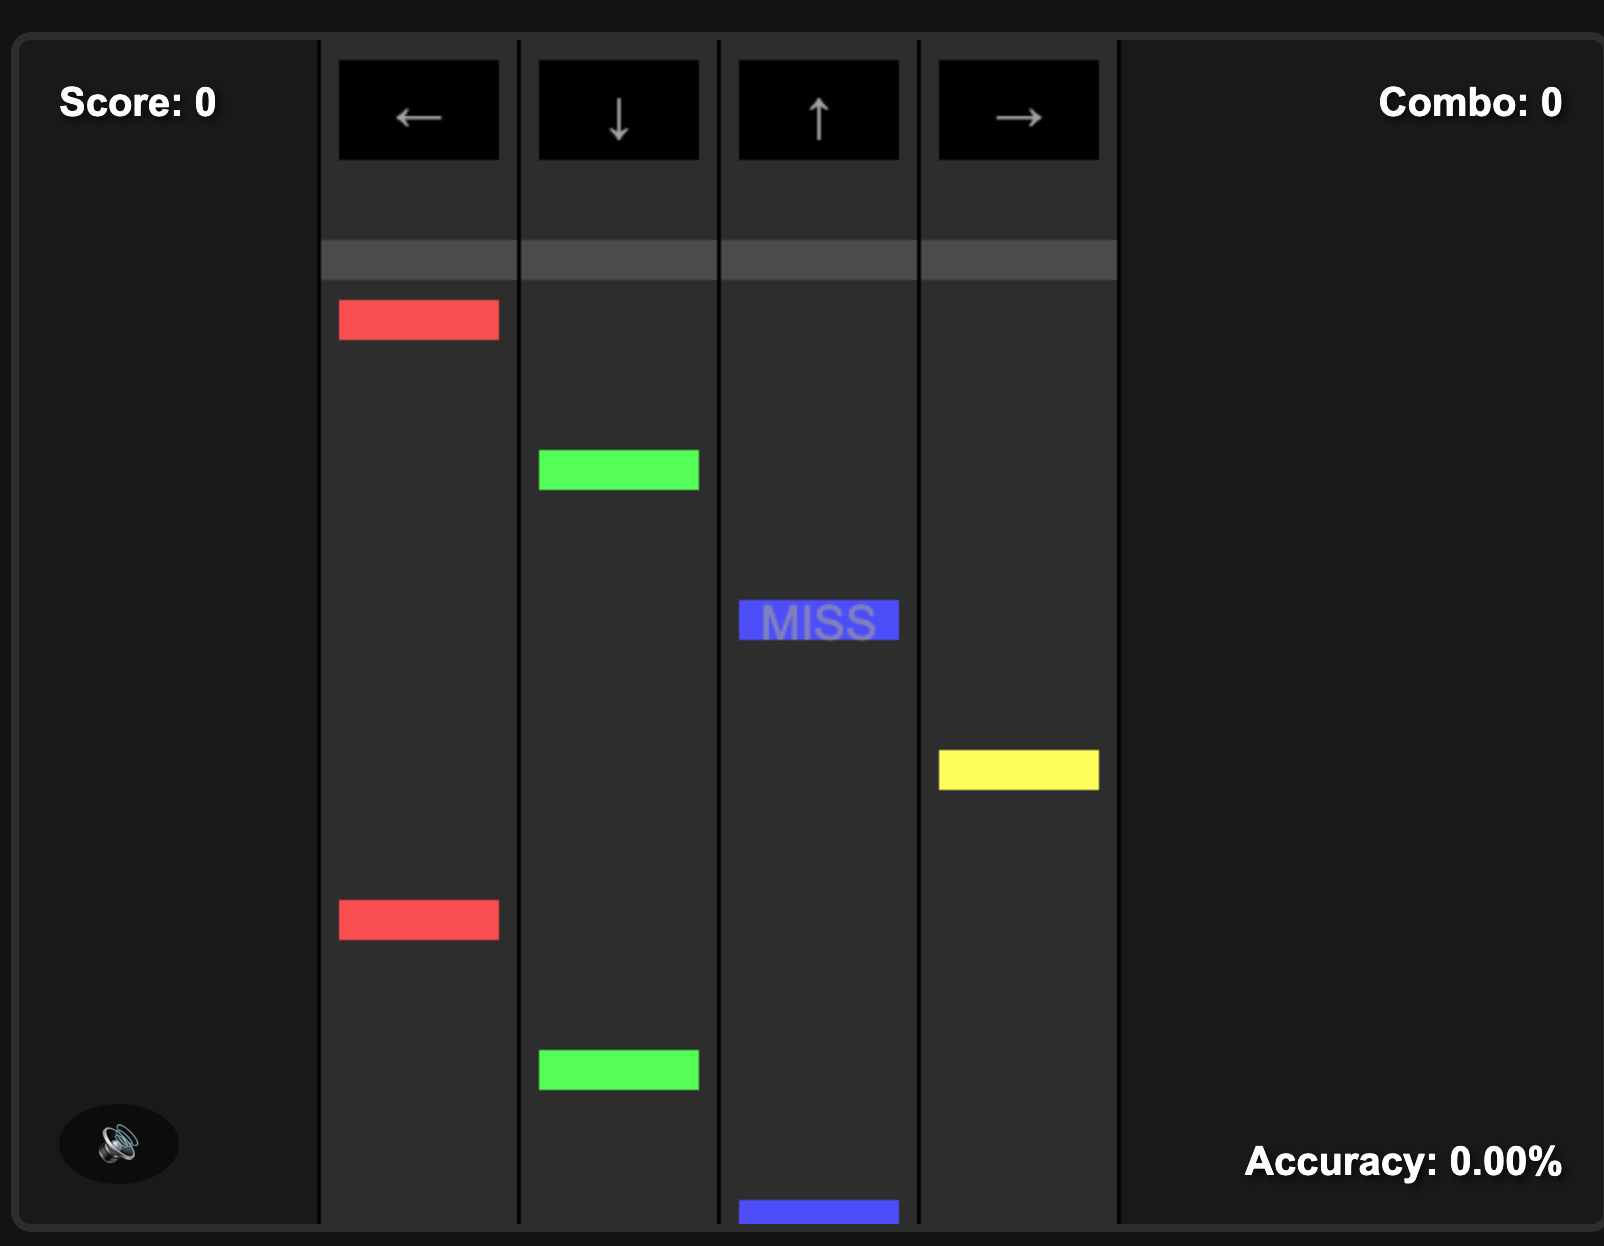 Score: 0
← ↓ ↑ →
Combo: 0
MISS
Accuracy: 0.00%